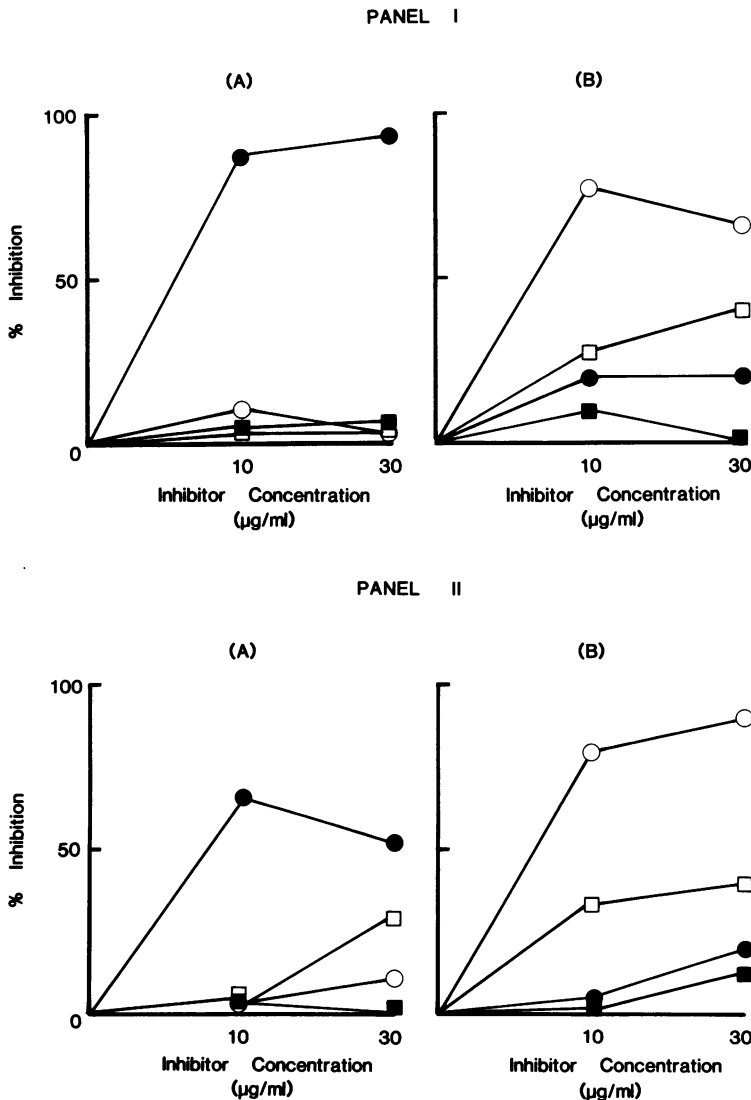 PANEL I
(A) (B)
100
50
0
% Inhibition
10 30 10 30
Inhibitor Concentration Inhibitor Concentration
(µg/ml) (µg/ml)
PANEL II
(A) (B)
100
50
0
% Inhibition
10 30 10 30
Inhibitor Concentration Inhibitor Concentration
(µg/ml) (µg/ml)